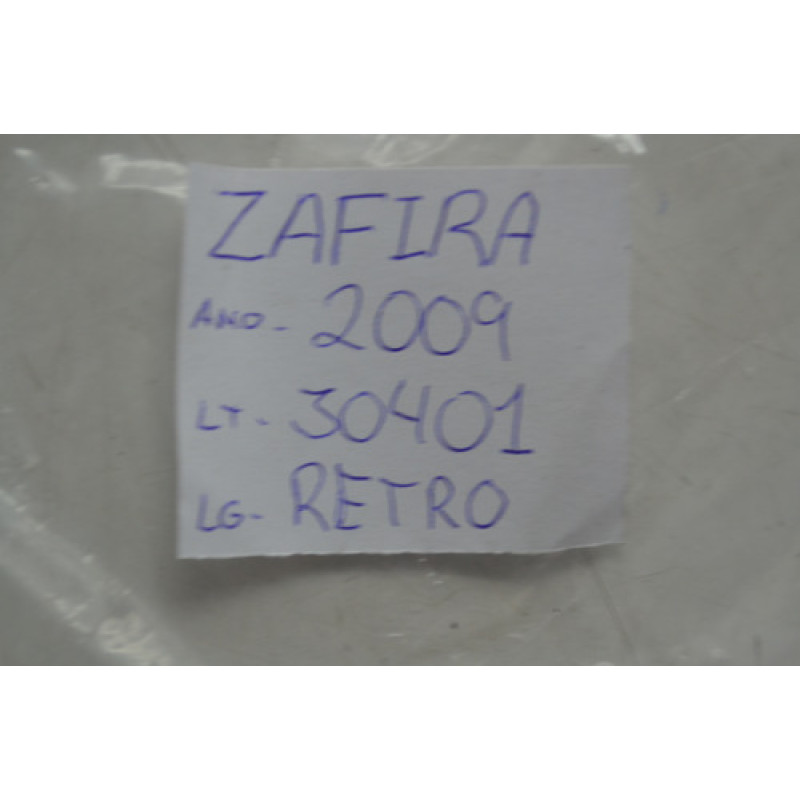 ZAFIRA
ANO- 2009
LT- 30401
LG- RETRO